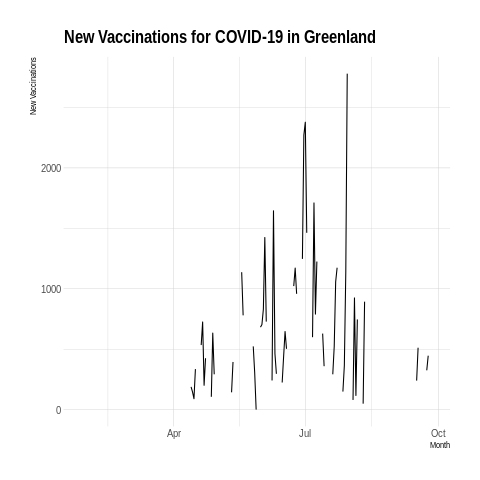 New Vaccinations for COVID-19 in Greenland
New Vaccinations
2000
1000
0
Apr
Jul
Oct
Month